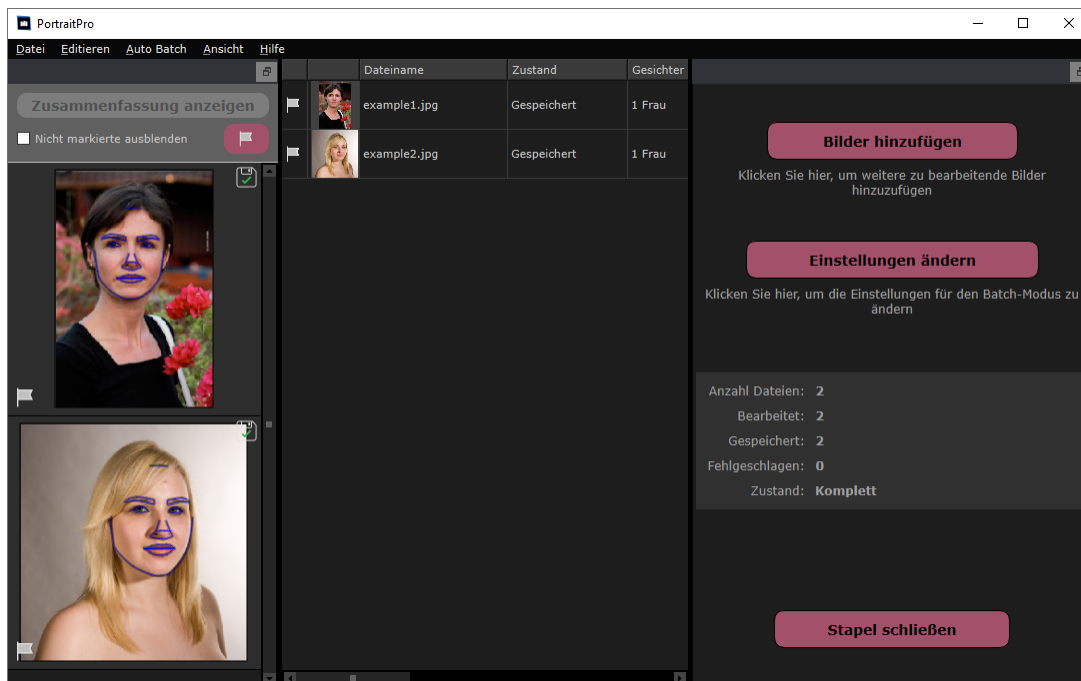 PortraitPro
Datei Editieren Auto Batch Ansicht Hilfe
Zusammenfassung anzeigen
Nicht markierte ausblenden
Dateiname Zustand Gesichter
example1.jpg Gespeichert 1 Frau
example2.jpg Gespeichert 1 Frau
Bilder hinzufügen
Klicken Sie hier, um weitere zu bearbeitende Bilder
hinzuzufügen
Einstellungen ändern
Klicken Sie hier, um die Einstellungen für den Batch-Modus zu
ändern
Anzahl Dateien: 2
Bearbeitet: 2
Gespeichert: 2
Fehlgeschlagen: 0
Zustand: Komplett
Stapel schließen